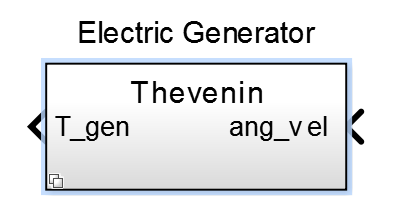 Electric Generator
Thevenin
T_gen ang_vel